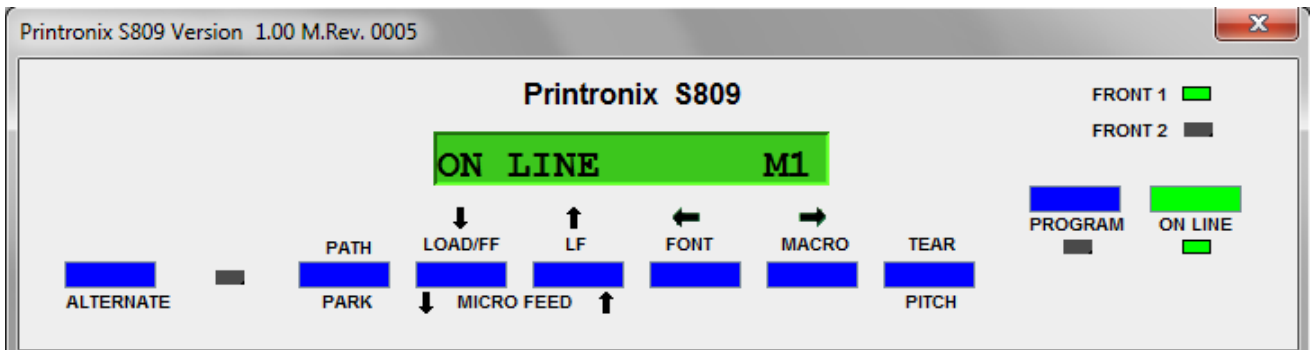 Printronix S809 Version 1.00 M.Rev. 0005
X
Printronix S809
FRONT 1
FRONT 2
ON LINE M1
PROGRAM ON LINE
PATH LOAD/FF LF FONT MACRO TEAR
ALTERNATE PARK MICRO FEED PITCH